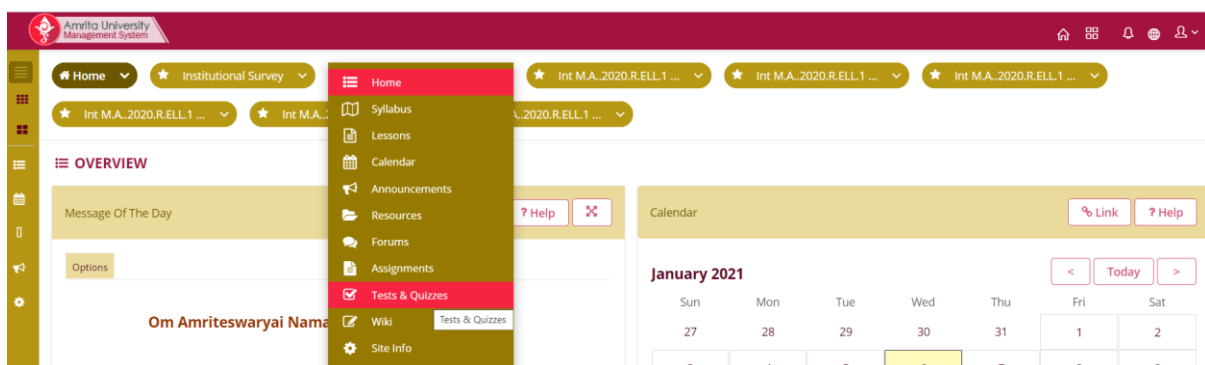 Amrita University
Management System
Home
Institutional Survey
Int M.A..2020.R.ELL.1 ...
Int M.A..2020.R.ELL.1 ...
Int M.A..2020.R.ELL.1 ...
Int M.A..2020.R.ELL.1 ...
Int M.A..
.2020.R.ELL.1 ...
Home
Syllabus
Lessons
Calendar
Announcements
Resources
Forums
Assignments
Tests & Quizzes
Wiki
Tests & Quizzes
Site Info
OVERVIEW
Message Of The Day
? Help
Options
Om Amriteswaryai Nama
Calendar
Link
? Help
January 2021
< Today >
Sun Mon Tue Wed Thu Fri Sat
27 28 29 30 31 1 2